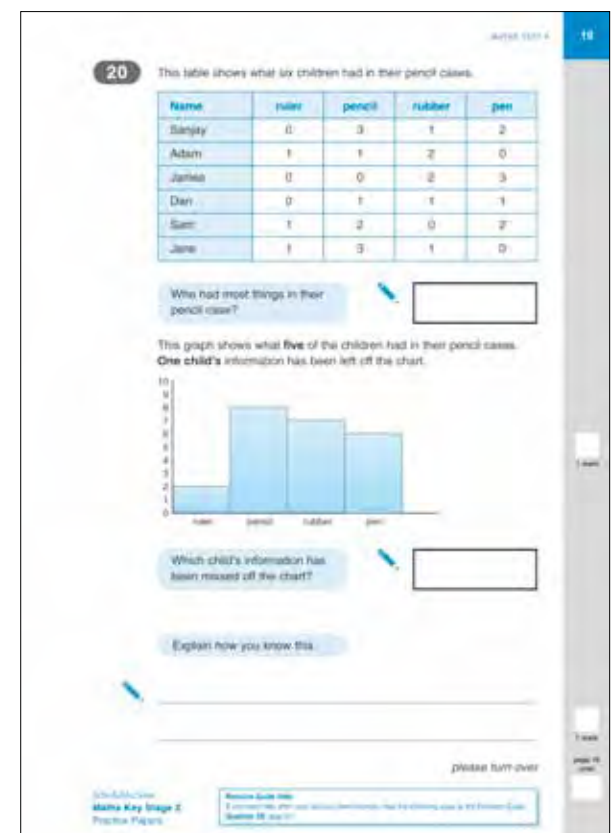 19
20 This table shows what six children had in their pencil cases.
Name ruler pencil rubber pen
Sanjay 0 3 1 2
Adam 1 1 2 0
James 0 0 2 3
Dan 0 1 1 1
Sam 1 2 0 2
Jane 1 3 1 0
Who had most things in their
pencil case?
This graph shows what five of the children had in their pencil cases.
One child's information has been left off the chart.
10
9
8
7
6
5
4
3
2
1
0
ruler pencil rubber pen
1 mark
Which child's information has
been missed off the chart?
Explain how you know this.
1 mark
please turn over
Maths Key Stage 2
Practice Papers